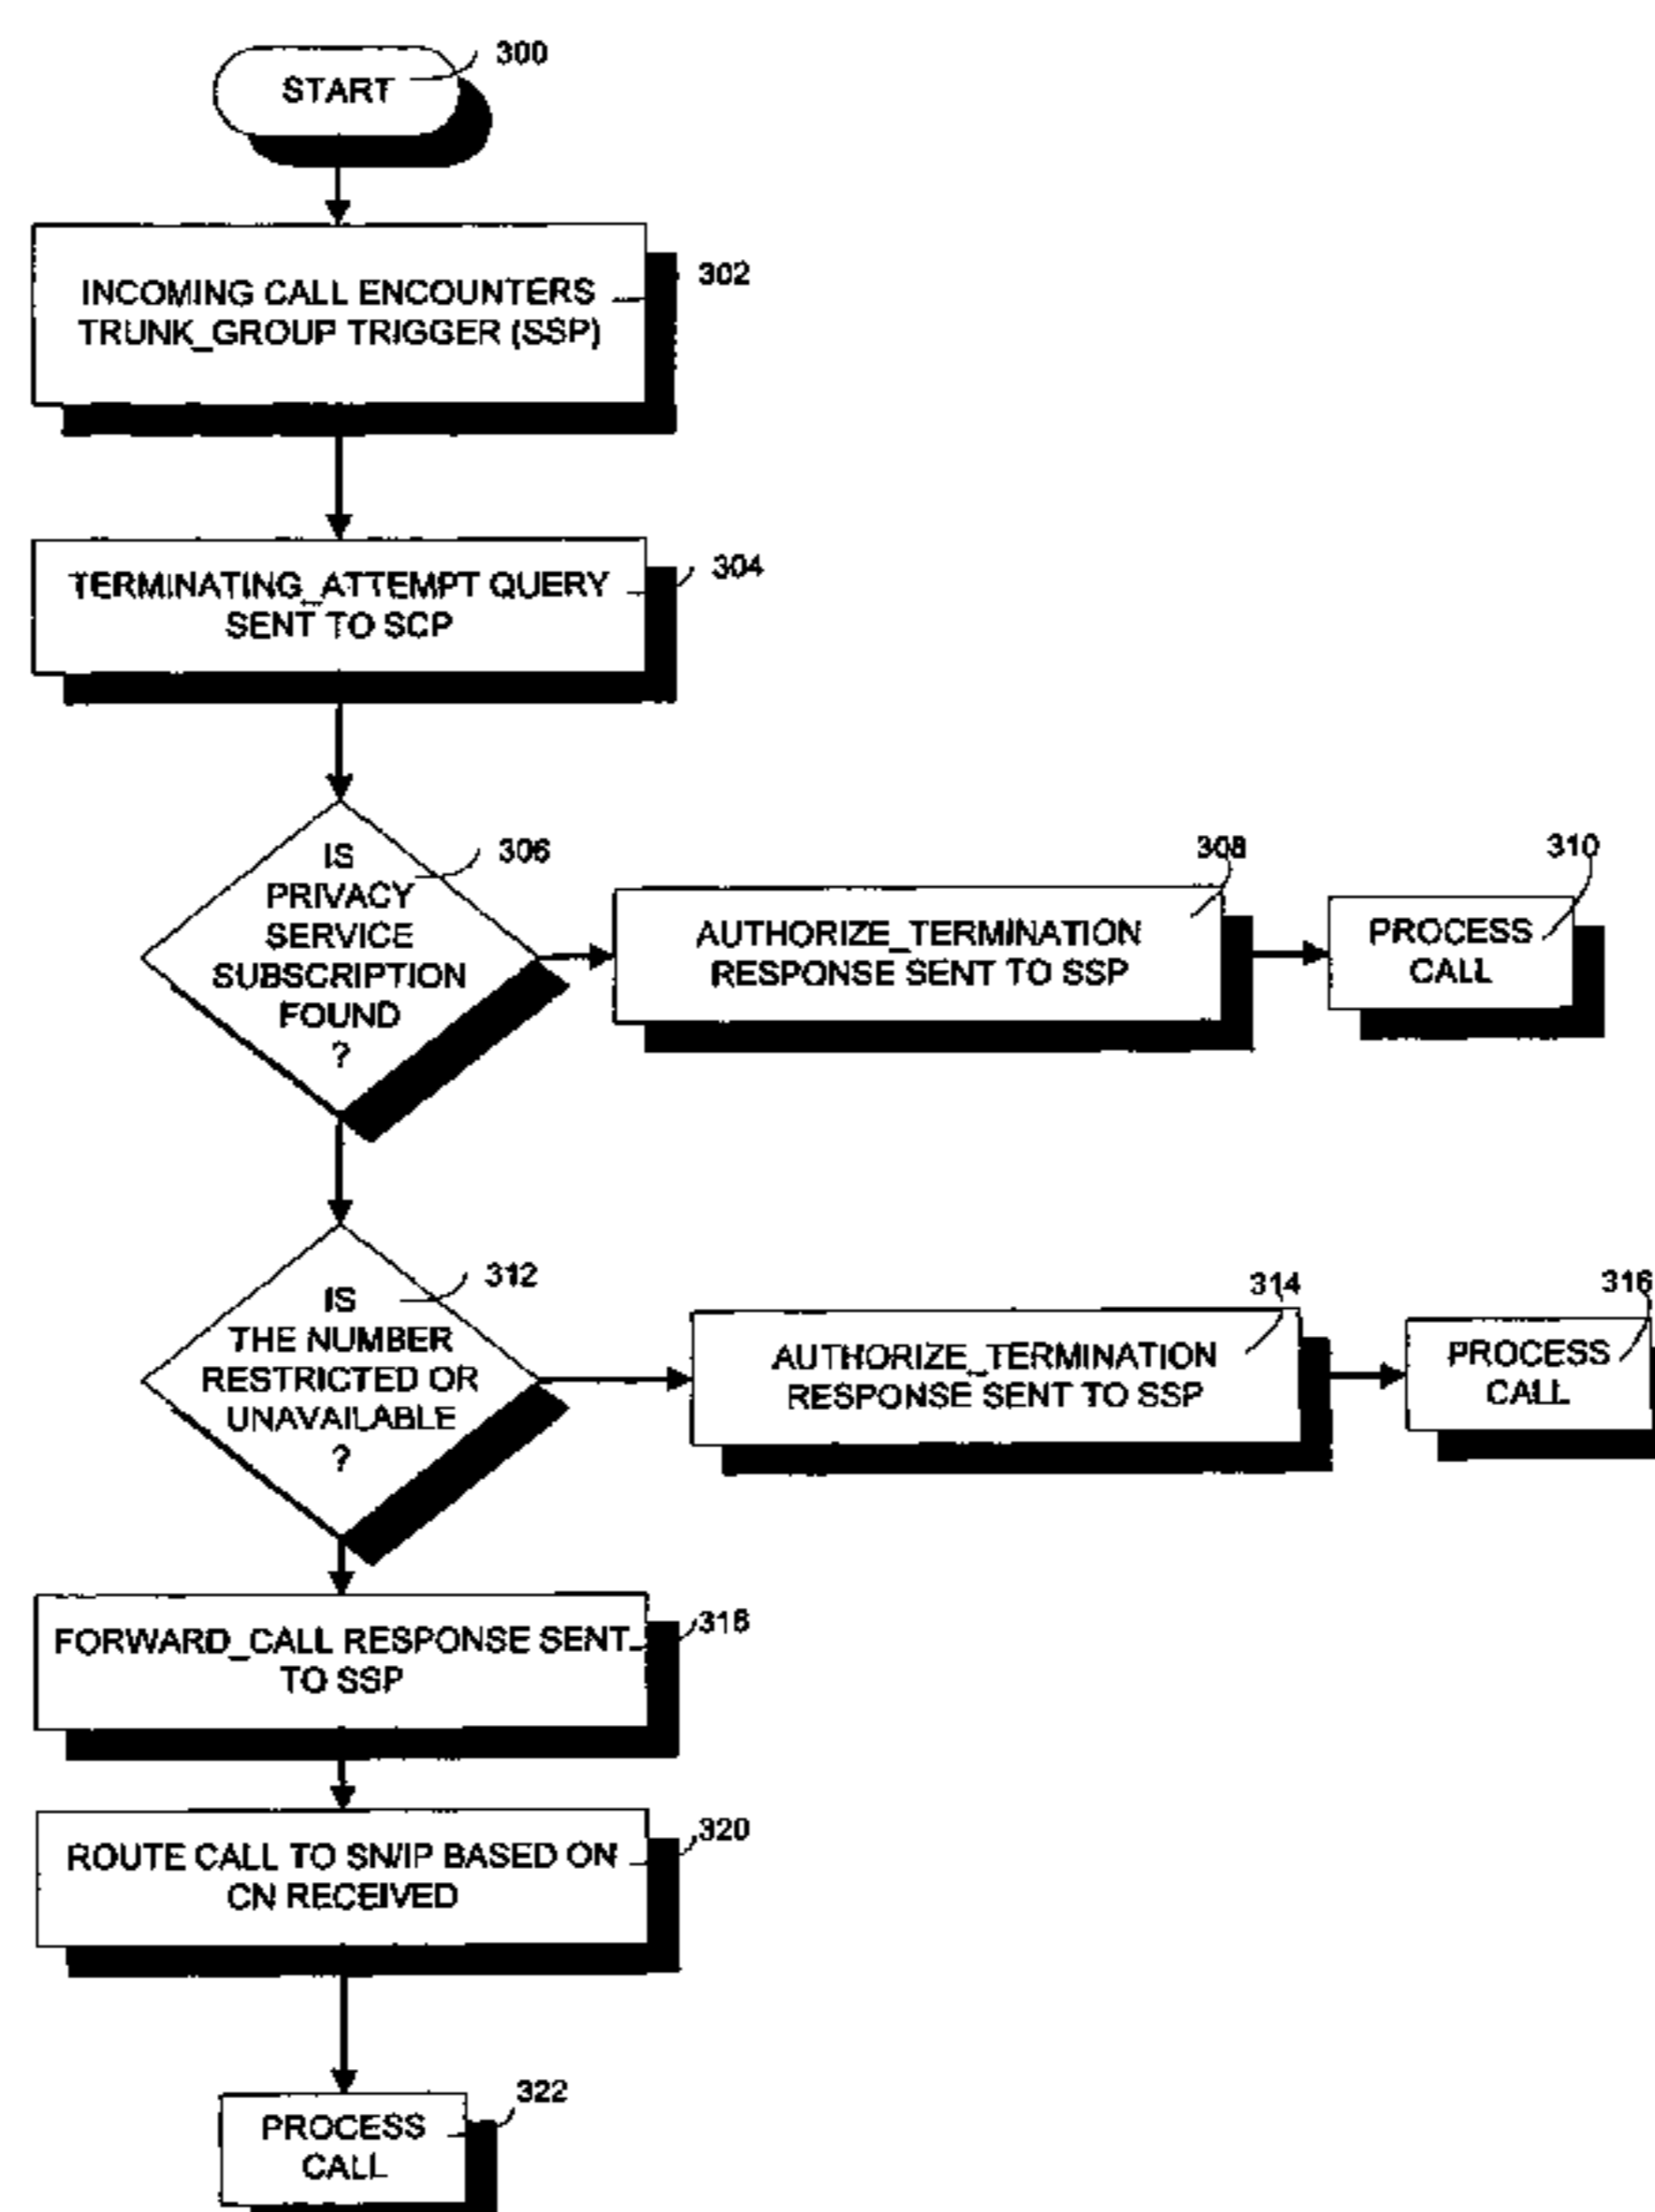 300
START
302
INCOMING CALL ENCOUNTERS
TRUNK_GROUP TRIGGER (SSP)
304
TERMINATING_ATTEMPT QUERY
SENT TO SCP
306
IS
PRIVACY
SERVICE
SUBSCRIPTION
FOUND
?
308
AUTHORIZE_TERMINATION
RESPONSE SENT TO SSP
310
PROCESS
CALL
312
IS
THE NUMBER
RESTRICTED OR
UNAVAILABLE
?
314
AUTHORIZE_TERMINATION
RESPONSE SENT TO SSP
316
PROCESS
CALL
318
FORWARD_CALL RESPONSE SENT
TO SSP
320
ROUTE CALL TO SN/IP BASED ON
CN RECEIVED
322
PROCESS
CALL